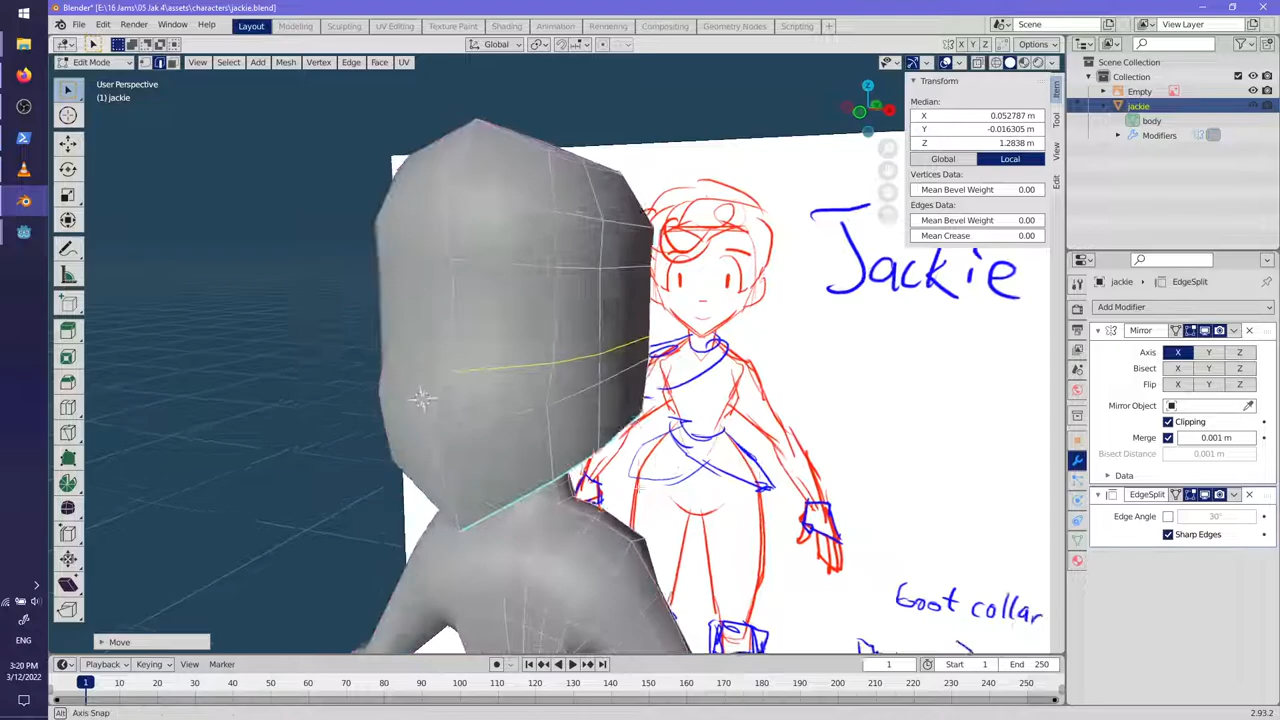 Blender* [E:\16 Jams\05 Jak 4\assets\characters\jackie.blend]
File Edit Render Window Help Layout Modeling Sculpting UV Editing Texture Paint Shading Animation Rendering Compositing Geometry Nodes Scripting + Scene View Layer
Global X Y Z Options
Edit Mode View Select Add Mesh Vertex Edge Face UV
User Perspective
(1) jackie
Transform
Median:
X 0.052787 m
Y -0.016305 m
Z 1.2838 m
Global Local
Vertices Data:
Mean Bevel Weight 0.00
Edges Data:
Mean Bevel Weight 0.00
Mean Crease 0.00
Item
Tool
View
Edit
Jackie
boot collar
Scene Collection
Collection
Empty
jackie
body
Modifiers
jackie EdgeSplit
Add Modifier
Mirror
Axis X Y Z
Bisect X Y Z
Flip X Y Z
Mirror Object
Clipping
Merge 0.001 m
Bisect Distance 0.001 m
Data
EdgeSplit
Edge Angle 30°
Sharp Edges
Move
Playback Keying View Marker 1 Start 1 End 250
1 10 20 30 40 50 60 70 80 90 100 110 120 130 140 150 160 170 180 190 200 210 220 230 240 250
Alt Axis Snap 2.93.2
ENG
3:20 PM
3/12/2022